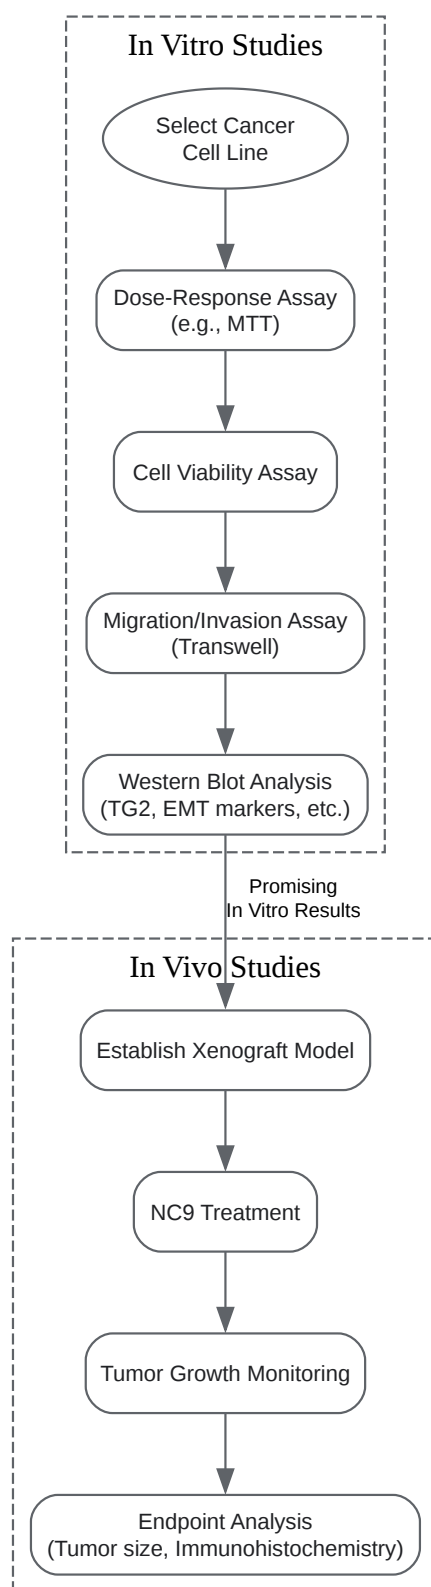 In Vitro Studies
Select Cancer
Cell Line
Dose-Response Assay
(e.g., MTT)
Cell Viability Assay
Migration/Invasion Assay
(Transwell)
Western Blot Analysis
(TG2, EMT markers, etc.)
Promising
In Vitro Results
In Vivo Studies
Establish Xenograft Model
NC9 Treatment
Tumor Growth Monitoring
Endpoint Analysis
(Tumor size, Immunohistochemistry)